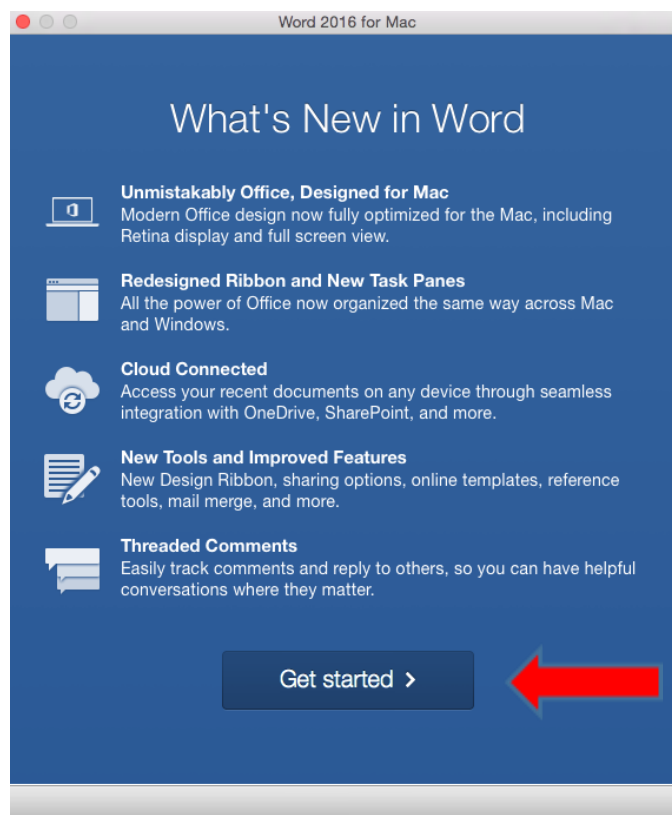 Word 2016 for Mac
What's New in Word
Unmistakably Office, Designed for Mac
Modern Office design now fully optimized for the Mac, including
Retina display and full screen view.
Redesigned Ribbon and New Task Panes
All the power of Office now organized the same way across Mac
and Windows.
Cloud Connected
Access your recent documents on any device through seamless
integration with OneDrive, SharePoint, and more.
New Tools and Improved Features
New Design Ribbon, sharing options, online templates, reference
tools, mail merge, and more.
Threaded Comments
Easily track comments and reply to others, so you can have helpful
conversations where they matter.
Get started >